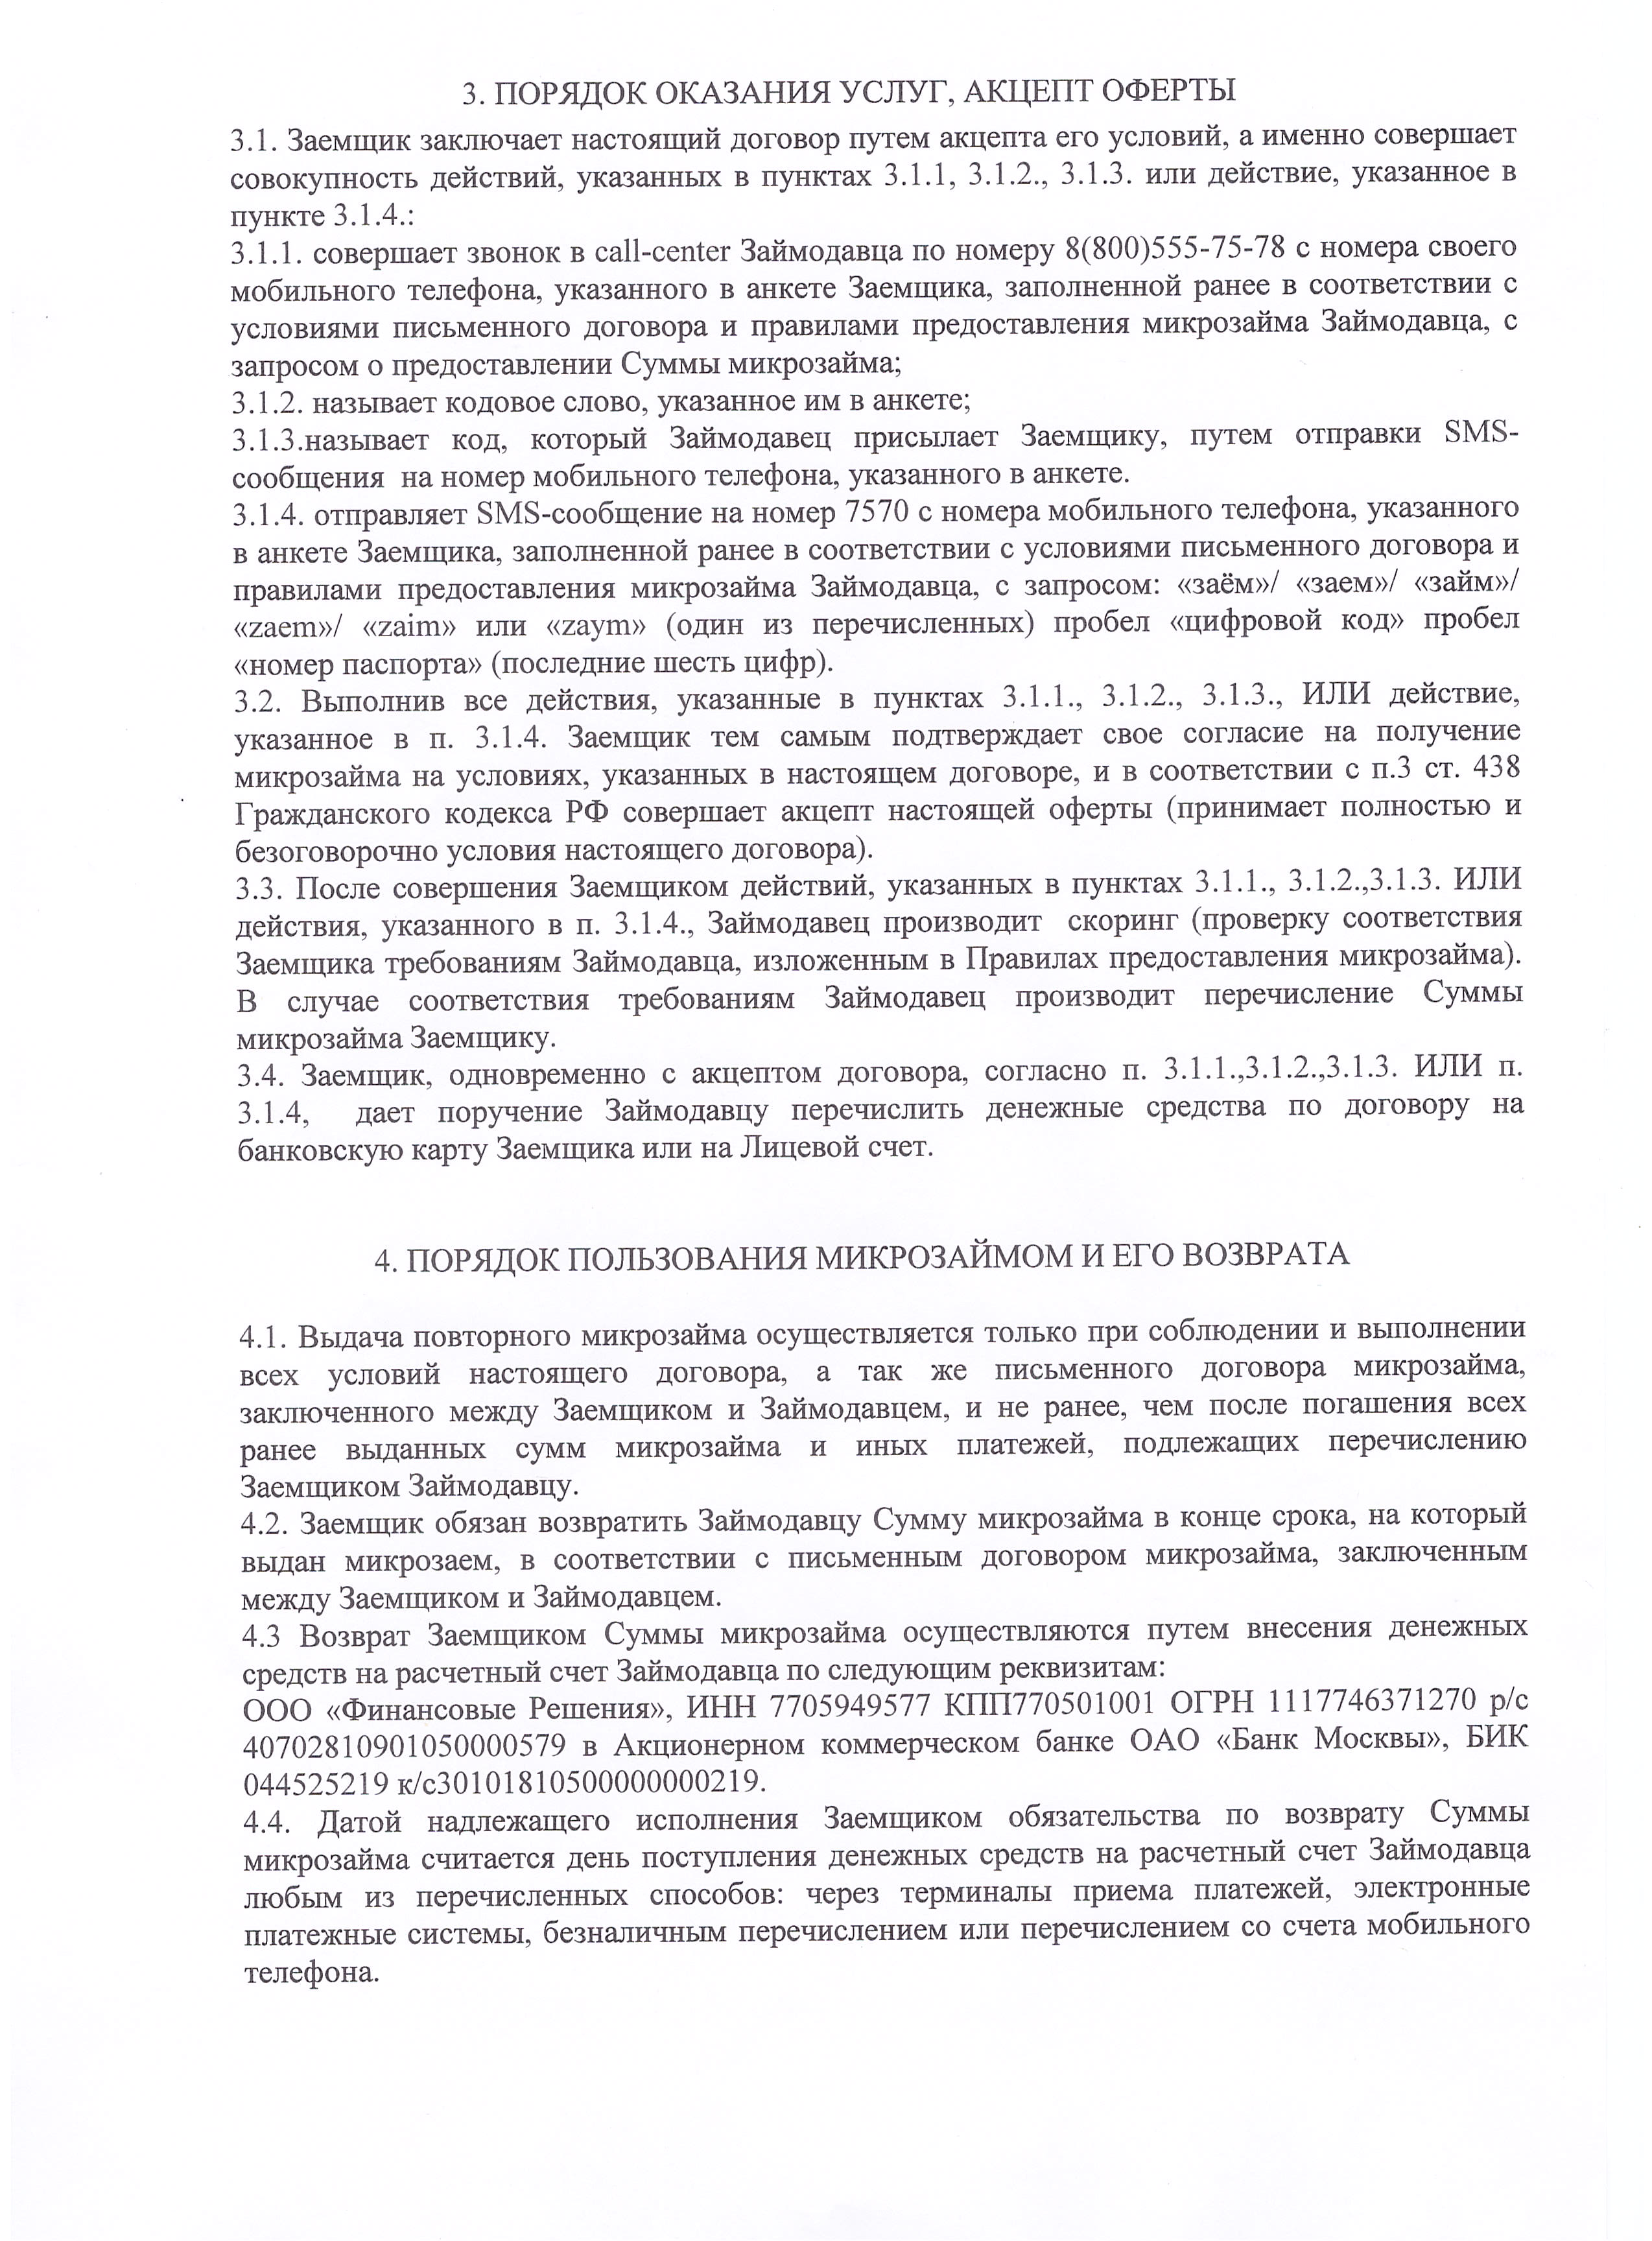 3. ПОРЯДОК ОКАЗАНИЯ УСЛУГ, АКЦЕПТ ОФЕРТЫ
3.1. Заемщик заключает настоящий договор путем акцепта его условий, а именно совершает
совокупность действий, указанных в пунктах 3.1.1, 3.1.2., 3.1.3. или действие, указанное в
пункте 3.1.4.:
3.1.1. совершает звонок в call-center Займодавца по номеру 8(800)555-75-78 с номера своего
мобильного телефона, указанного в анкете Заемщика, заполненной ранее в соответствии с
условиями письменного договора и правилами предоставления микрозайма Займодавца, с
запросом о предоставлении Суммы микрозайма;
3.1.2. называет кодовое слово, указанное им в анкете;
3.1.3.называет код, который Займодавец присылает Заемщику, путем отправки SMS-
сообщения на номер мобильного телефона, указанного в анкете.
3.1.4. отправляет SMS-сообщение на номер 7570 с номера мобильного телефона, указанного
в анкете Заемщика, заполненной ранее в соответствии с условиями письменного договора и
правилами предоставления микрозайма Займодавца, с запросом: «заём»/ «заем»/ «займ»/
«zaem»/ «zaim» или «zaym» (один из перечисленных) пробел «цифровой код» пробел
«номер паспорта» (последние шесть цифр).
3.2. Выполнив все действия, указанные в пунктах 3.1.1., 3.1.2., 3.1.3., ИЛИ действие,
указанное в п. 3.1.4. Заемщик тем самым подтверждает свое согласие на получение
микрозайма на условиях, указанных в настоящем договоре, и в соответствии с п.3 ст. 438
Гражданского кодекса РФ совершает акцепт настоящей оферты (принимает полностью и
безоговорочно условия настоящего договора).
3.3. После совершения Заемщиком действий, указанных в пунктах 3.1.1., 3.1.2.,3.1.3. ИЛИ
действия, указанного в п. 3.1.4., Займодавец производит скоринг (проверку соответствия
Заемщика требованиям Займодавца, изложенным в Правилах предоставления микрозайма).
В случае соответствия требованиям Займодавец производит перечисление Суммы
микрозайма Заемщику.
3.4. Заемщик, одновременно с акцептом договора, согласно п. 3.1.1.,3.1.2.,3.1.3. ИЛИ п.
3.1.4, дает поручение Займодавцу перечислить денежные средства по договору на
банковскую карту Заемщика или на Лицевой счет.
4. ПОРЯДОК ПОЛЬЗОВАНИЯ МИКРОЗАЙМОМ И ЕГО ВОЗВРАТА
4.1. Выдача повторного микрозайма осуществляется только при соблюдении и выполнении
всех условий настоящего договора, а так же письменного договора микрозайма,
заключенного между Заемщиком и Займодавцем, и не ранее, чем после погашения всех
ранее выданных сумм микрозайма и иных платежей, подлежащих перечислению
Заемщиком Займодавцу.
4.2. Заемщик обязан возвратить Займодавцу Сумму микрозайма в конце срока, на который
выдан микрозаем, в соответствии с письменным договором микрозайма, заключенным
между Заемщиком и Займодавцем.
4.3 Возврат Заемщиком Суммы микрозайма осуществляются путем внесения денежных
средств на расчетный счет Займодавца по следующим реквизитам:
ООО «Финансовые Решения», ИНН 7705949577 КПП770501001 ОГРН 1117746371270 р/с
40702810901050000579 в Акционерном коммерческом банке ОАО «Банк Москвы», БИК
044525219 к/с30101810500000000219.
4.4. Датой надлежащего исполнения Заемщиком обязательства по возврату Суммы
микрозайма считается день поступления денежных средств на расчетный счет Займодавца
любым из перечисленных способов: через терминалы приема платежей, электронные
платежные системы, безналичным перечислением или перечислением со счета мобильного
телефона.